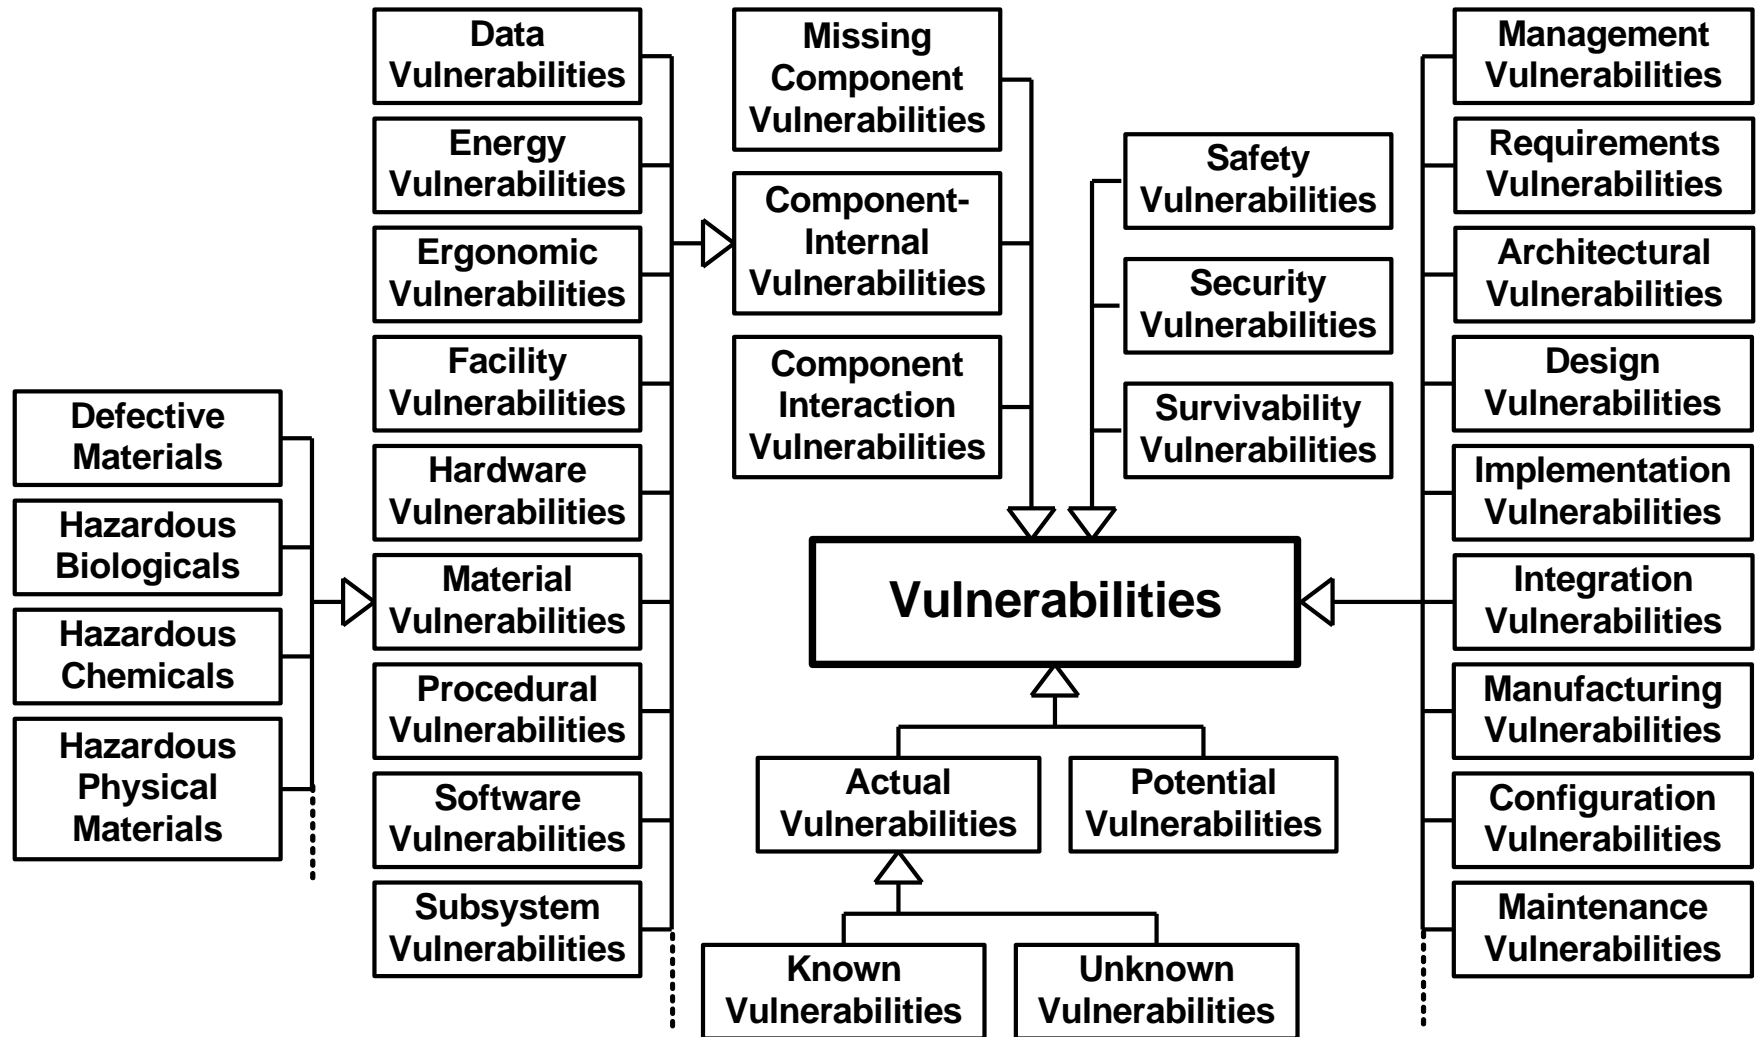 Data
Vulnerabilities
Energy
Vulnerabilities
Ergonomic
Vulnerabilities
Facility
Vulnerabilities
Hardware
Vulnerabilities
Material
Vulnerabilities
Procedural
Vulnerabilities
Software
Vulnerabilities
Subsystem
Vulnerabilities
Defective
Materials
Hazardous
Biologicals
Hazardous
Chemicals
Hazardous
Physical
Materials
Missing
Component
Vulnerabilities
Component-
Internal
Vulnerabilities
Component
Interaction
Vulnerabilities
Safety
Vulnerabilities
Security
Vulnerabilities
Survivability
Vulnerabilities
Vulnerabilities
Actual
Vulnerabilities
Potential
Vulnerabilities
Known
Vulnerabilities
Unknown
Vulnerabilities
Management
Vulnerabilities
Requirements
Vulnerabilities
Architectural
Vulnerabilities
Design
Vulnerabilities
Implementation
Vulnerabilities
Integration
Vulnerabilities
Manufacturing
Vulnerabilities
Configuration
Vulnerabilities
Maintenance
Vulnerabilities